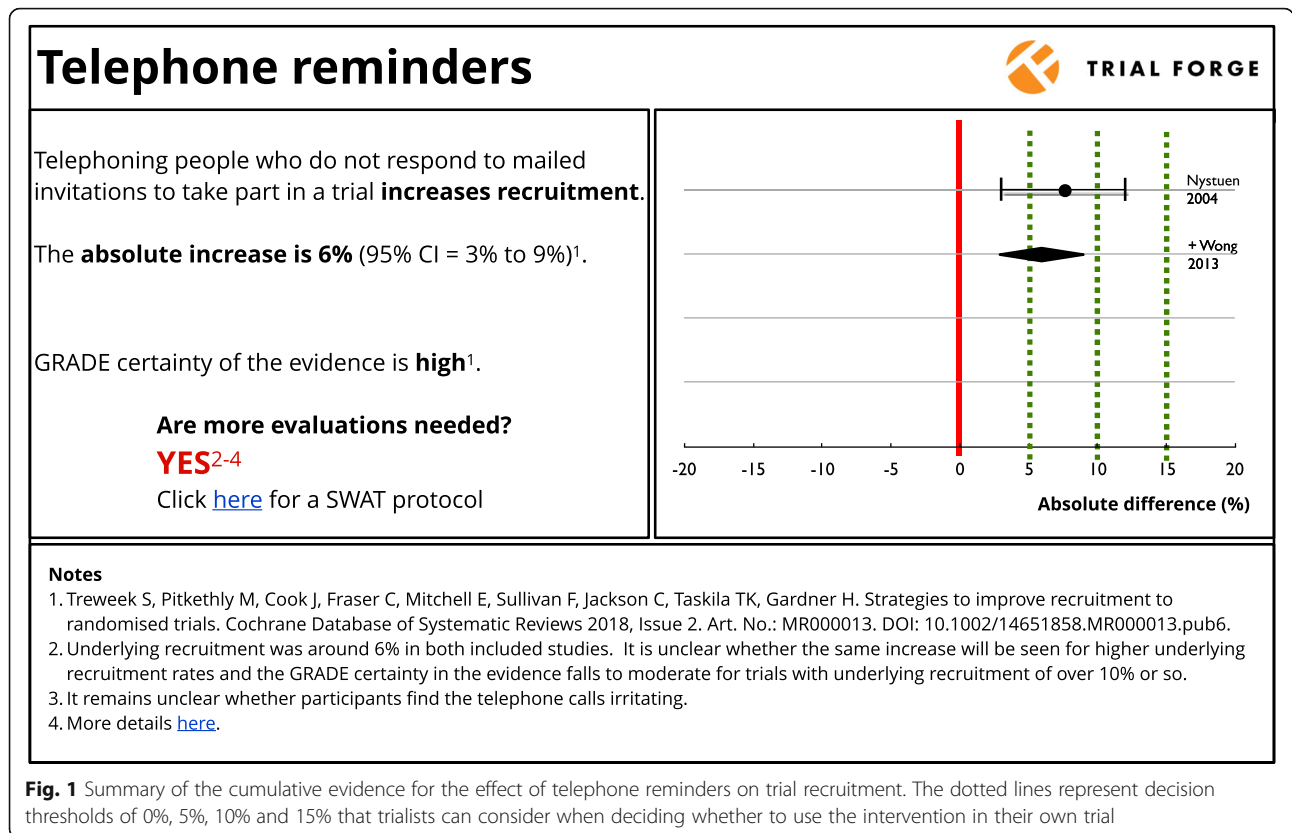 Telephone reminders
TRIAL FORGE
Telephoning people who do not respond to mailed
invitations to take part in a trial increases recruitment.
The absolute increase is 6% (95% CI = 3% to 9%)¹.
GRADE certainty of the evidence is high¹.
Are more evaluations needed?
YES²⁻⁴
Click here for a SWAT protocol
Nystuen
2004
+ Wong
2013
-20 -15 -10 -5 0 5 10 15 20
Absolute difference (%)
Notes
1. Treweek S, Pitkethly M, Cook J, Fraser C, Mitchell E, Sullivan F, Jackson C, Taskila TK, Gardner H. Strategies to improve recruitment to
randomised trials. Cochrane Database of Systematic Reviews 2018, Issue 2. Art. No.: MR000013. DOI: 10.1002/14651858.MR000013.pub6.
2. Underlying recruitment was around 6% in both included studies. It is unclear whether the same increase will be seen for higher underlying
recruitment rates and the GRADE certainty in the evidence falls to moderate for trials with underlying recruitment of over 10% or so.
3. It remains unclear whether participants find the telephone calls irritating.
4. More details here.
Fig. 1 Summary of the cumulative evidence for the effect of telephone reminders on trial recruitment. The dotted lines represent decision
thresholds of 0%, 5%, 10% and 15% that trialists can consider when deciding whether to use the intervention in their own trial